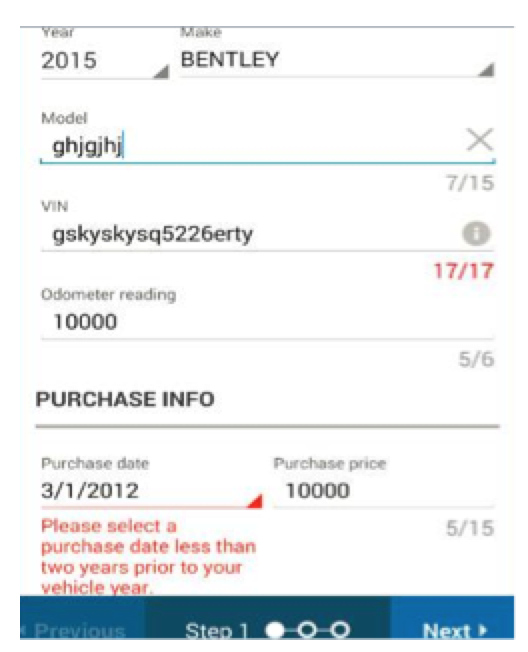 Year Make
2015 BENTLEY
Model
ghjgjhj
7/15
VIN
gskyskysq5226erty
17/17
Odometer reading
10000
5/6
PURCHASE INFO
Purchase date Purchase price
3/1/2012 10000
Please select a 5/15
purchase date less than
two years prior to your
vehicle year.
Previous Step 1 Next